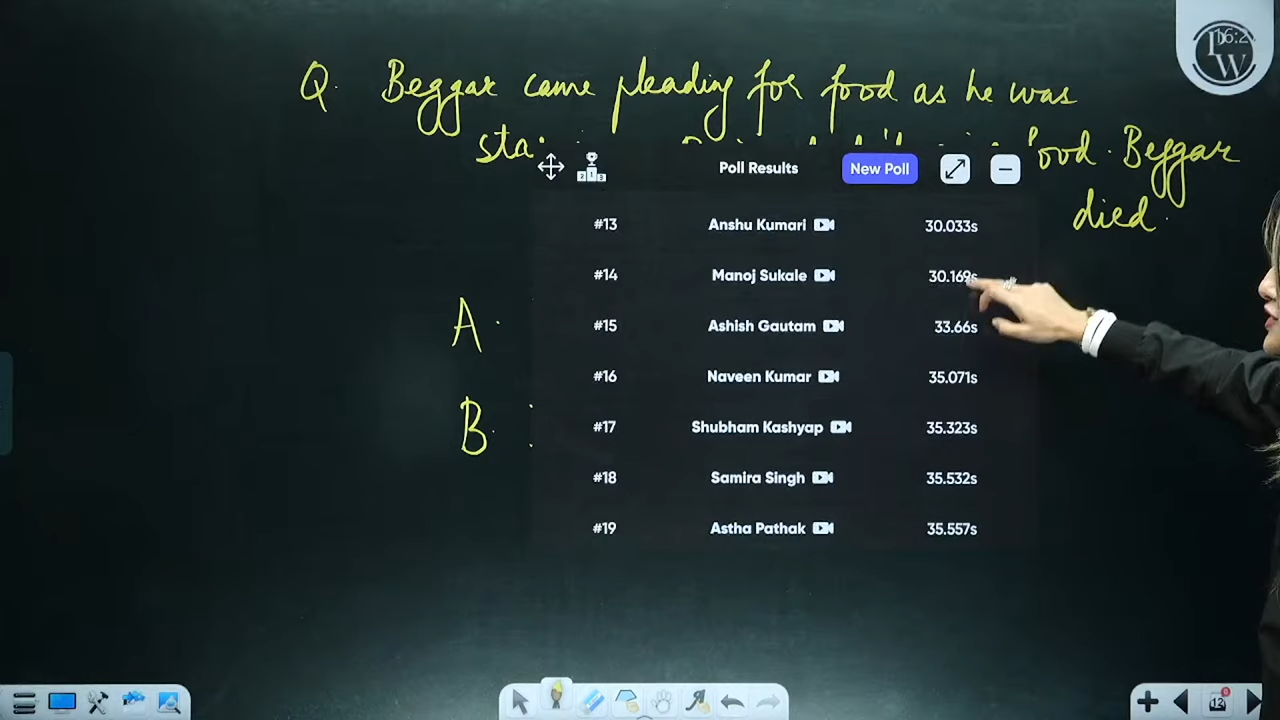 Q. Beggar came pleading for food as he was
sta food. Beggar
died.
Poll Results New Poll
#13 Anshu Kumari 30.033s
#14 Manoj Sukale 30.169s
#15 Ashish Gautam 33.66s
#16 Naveen Kumar 35.071s
#17 Shubham Kashyap 35.323s
#18 Samira Singh 35.532s
#19 Astha Pathak 35.557s
A.
B. :
12